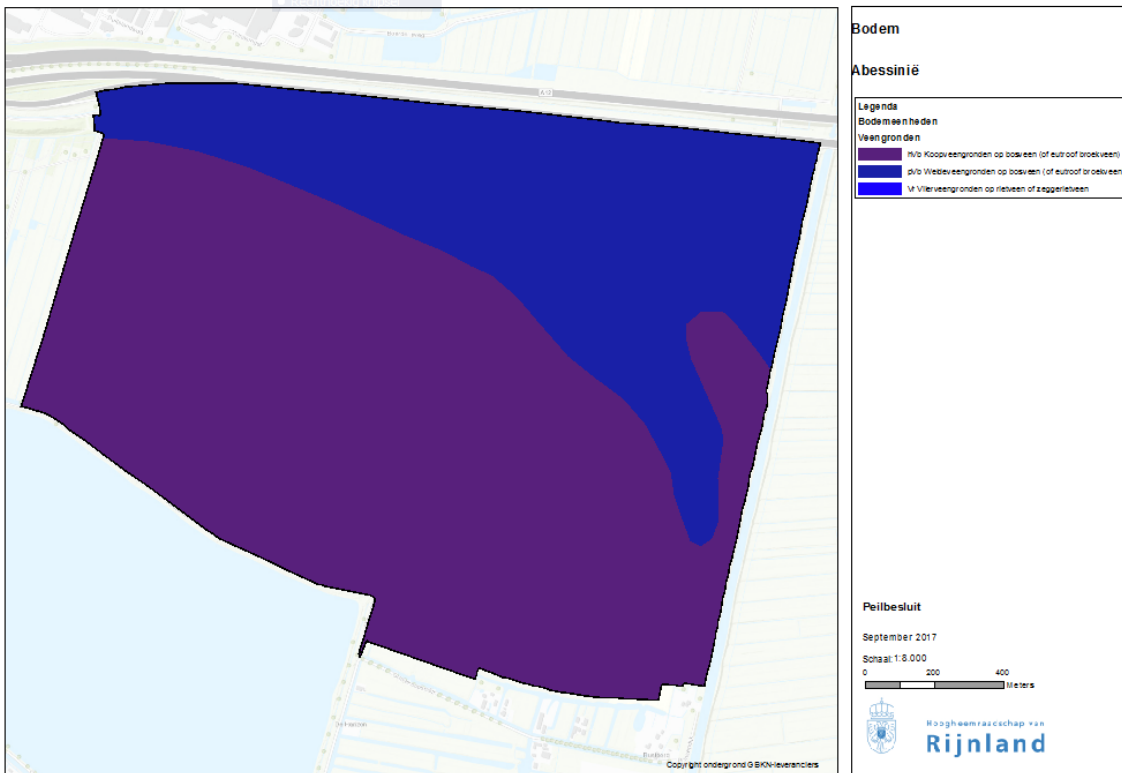 A12
Bodem
Abessinië
Legenda
Bodemeenheden
Veengronden
hVb Koopveengronden op bosveen (of eutroof broekveen)
pVb Weideveengronden op bosveen (of eutroof broekveen
Vr Vlierveengronden op rietveen of zeggerietveen
Peilbesluit
September 2017
Schaal: 1:8.000
0 200 400
Meters
Hoogheemraadschap van
Rijnland
Copyright ondergrond GBKN-leveranciers